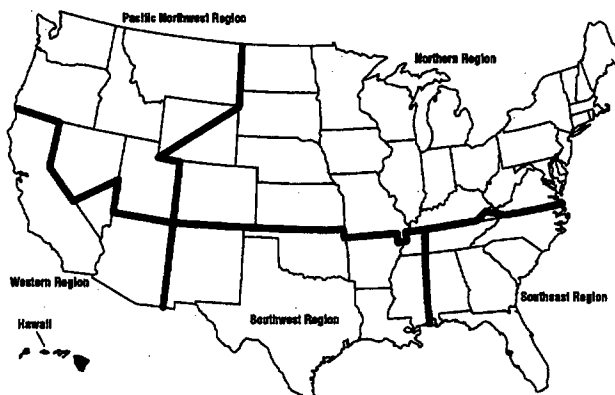 Pacific Northwest Region
Northern Region
Western Region
Southwest Region
Southeast Region
Hawaii